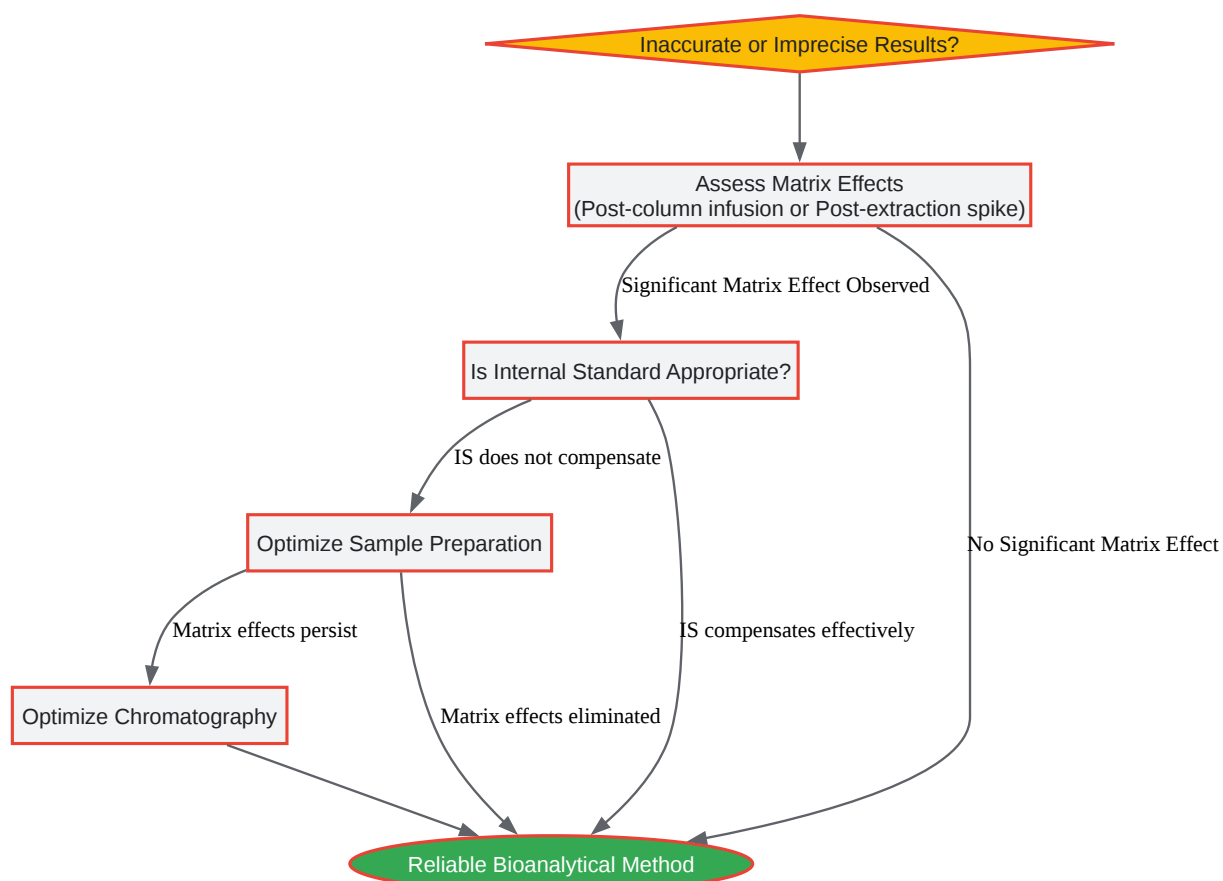 Inaccurate or Imprecise Results?
Assess Matrix Effects
(Post-column infusion or Post-extraction spike)
Significant Matrix Effect Observed
Is Internal Standard Appropriate?
IS does not compensate
Optimize Sample Preparation
No Significant Matrix Effect
Matrix effects persist
IS compensates effectively
Optimize Chromatography
Matrix effects eliminated
Reliable Bioanalytical Method